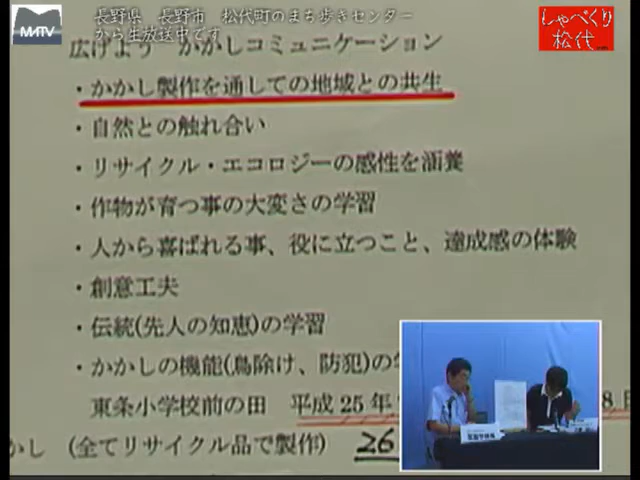 長野県 長野市 松代町のまち歩きセンター
から生放送中です
MATV
しゃべくり
松代
広げよう かかしコミュニケーション
・かかし製作を通しての地域との共生
・自然との触れ合い
・リサイクル・エコロジーの感性を涵養
・作物が育つ事の大変さの学習
・人から喜ばれる事、役に立つこと、達成感の体験
・創意工夫
・伝統(先人の知恵)の学習
・かかしの機能(鳥除け、防犯)の
東条小学校前の田 平成25年
8日
かし (全てリサイクル品で製作) 26